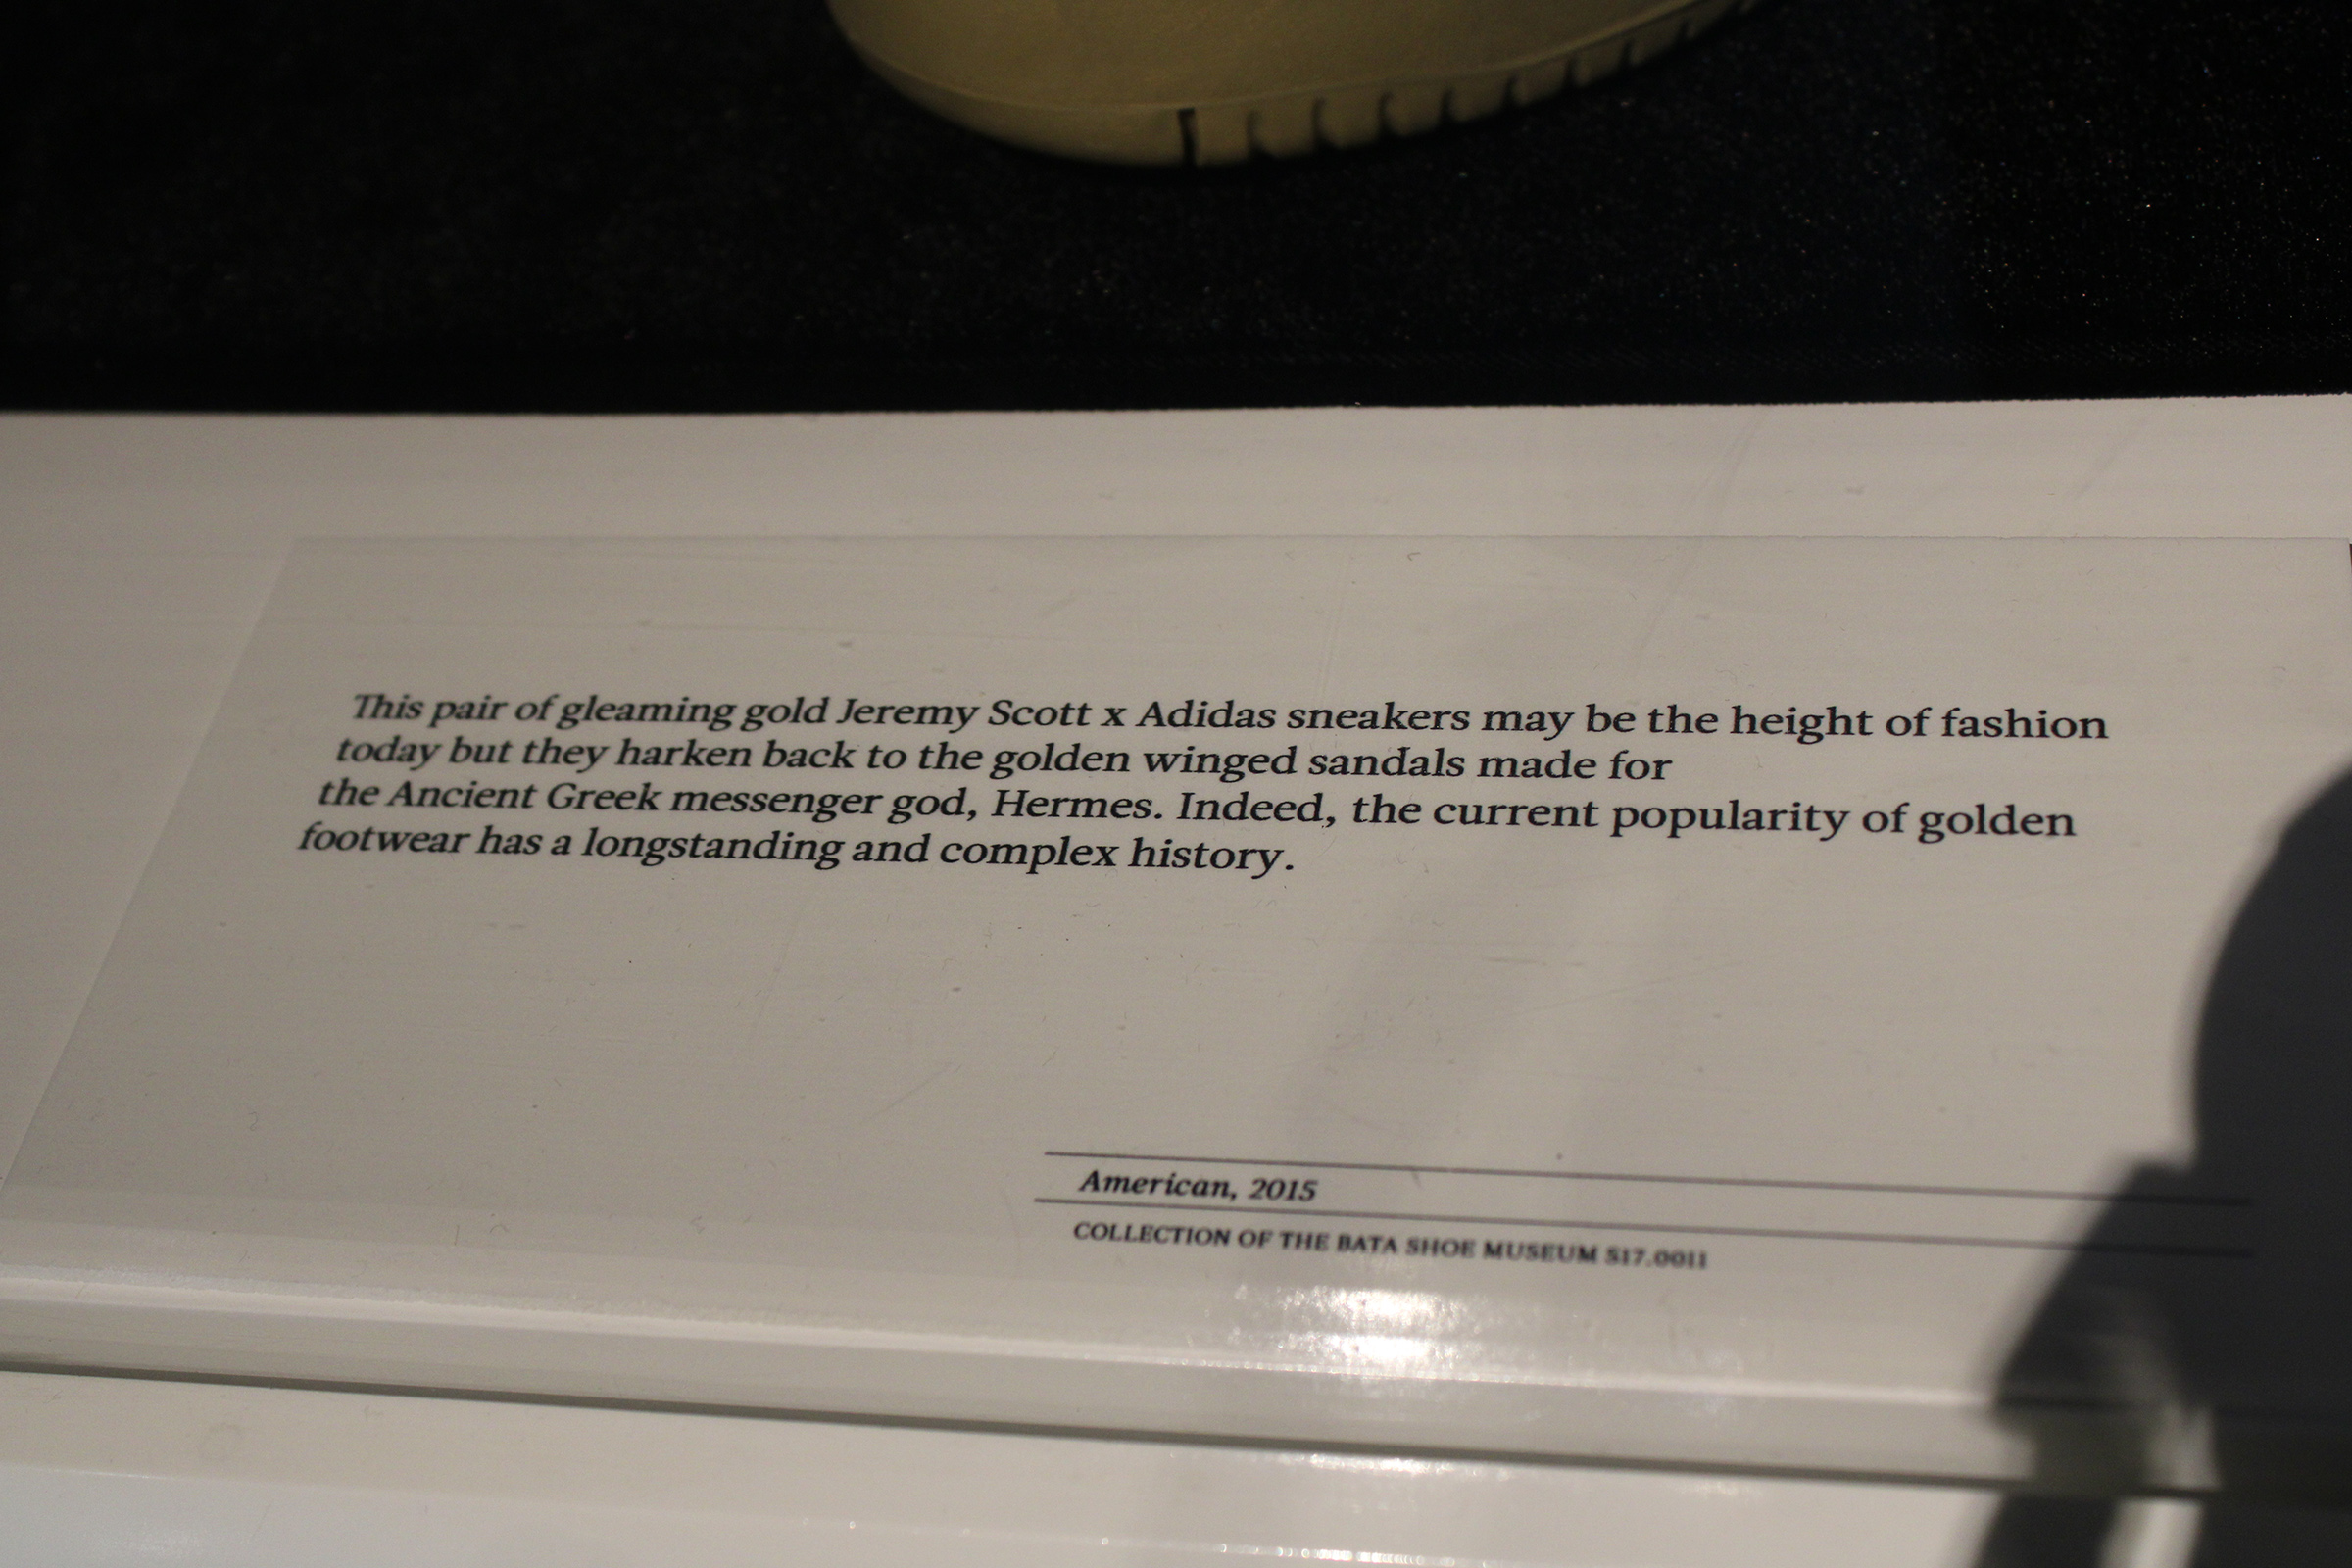 This pair of gleaming gold Jeremy Scott x Adidas sneakers may be the height of fashion
today but they harken back to the golden winged sandals made for
the Ancient Greek messenger god, Hermes. Indeed, the current popularity of golden
footwear has a longstanding and complex history.
American, 2015
COLLECTION OF THE BATA SHOE MUSEUM S17.0011